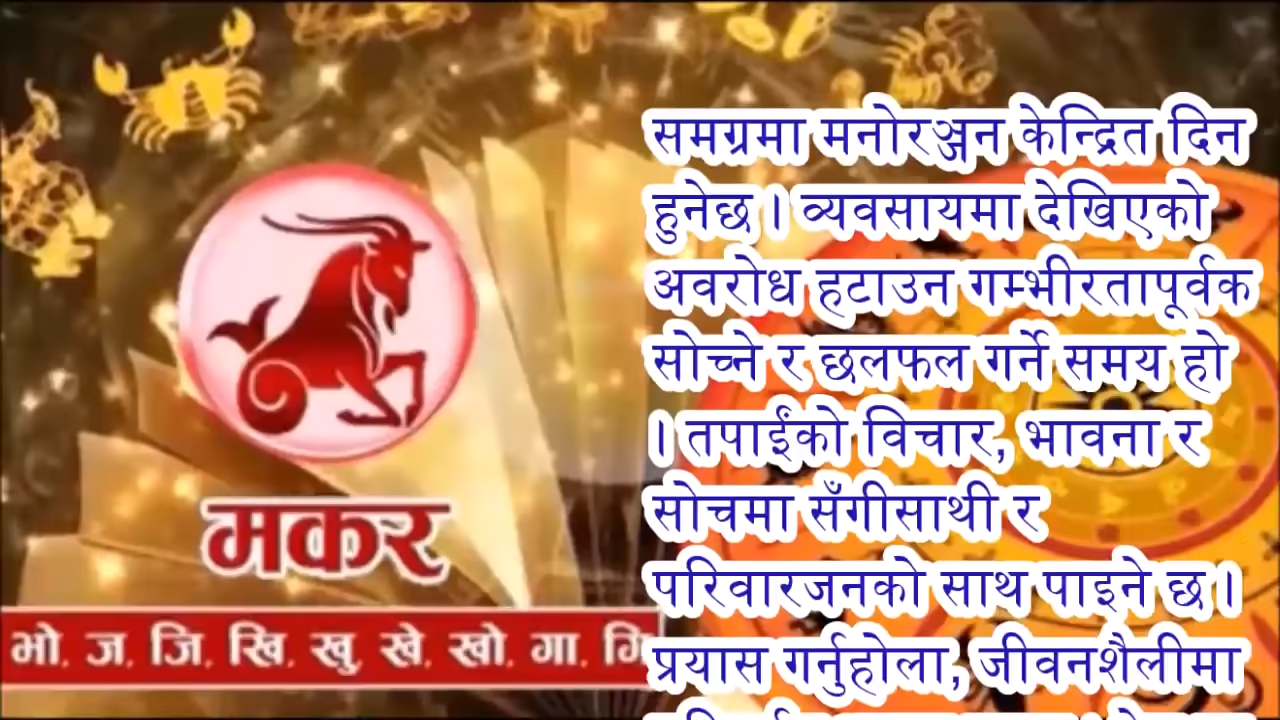 मकर
भो. ज. जि. खि. खु. खे. खो. गा. गि
समग्रमा मनोरञ्जन केन्द्रित दिन
हुनेछ । व्यवसायमा देखिएको
अवरोध हटाउन गम्भीरतापूर्वक
सोच्ने र छलफल गर्ने समय हो
। तपाईंको विचार, भावना र
सोचमा सँगीसाथी र
परिवारजनको साथ पाइने छ ।
प्रयास गर्नुहोला, जीवनशैलीमा